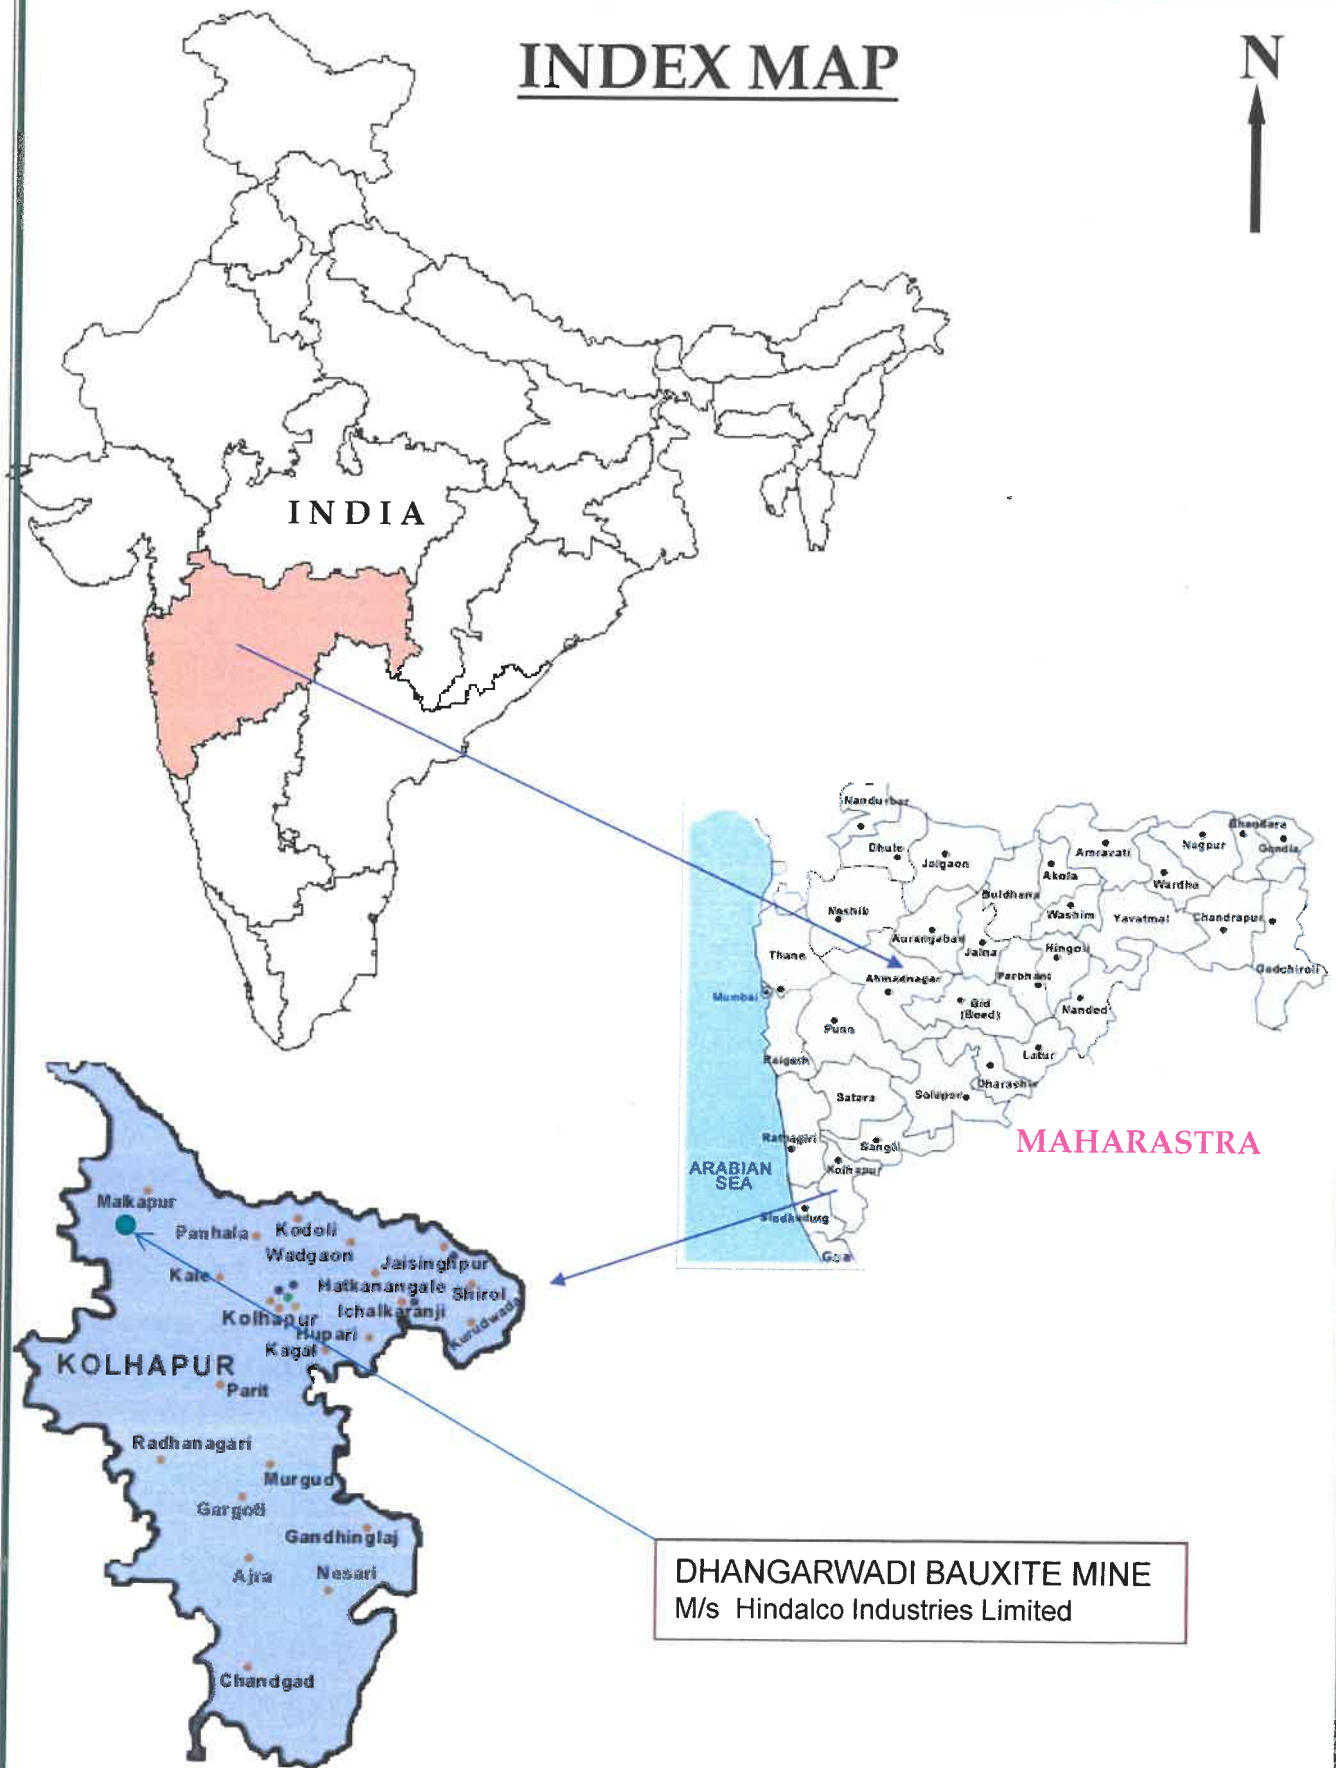 INDEX MAP
N
INDIA
Nandurbar
Dhule
Jalgaon
Buldhana
Akola
Amravati
Wardha
Nagpur
Bhandara
Gondia
Nashik
Aurangabad
Jalna
Washim
Hingoli
Yavatmal
Chandrapur
Gadchiroli
Thane
Mumbai
Ahmadnagar
Parbhani
Bid
(Beed)
Nanded
Raigarh
Latur
Dharashiv
Satara
Solapur
Ratnagiri
Sangli
Kolhapur
Sindhudurg
Goa
ARABIAN
SEA
MAHARASTRA
Malkapur
Panhala
Kodoli
Wadgaon
Jaisinghpur
Kale
Hatkanangale
Shirol
Kolhapur
Ichalkaranji
Kurudwada
Hupari
Kagal
KOLHAPUR
Parit
Radhanagari
Murgud
Gargoti
Gandhinglaj
Ajra
Nesari
Chandgad
DHANGARWADI BAUXITE MINE
M/s Hindalco Industries Limited